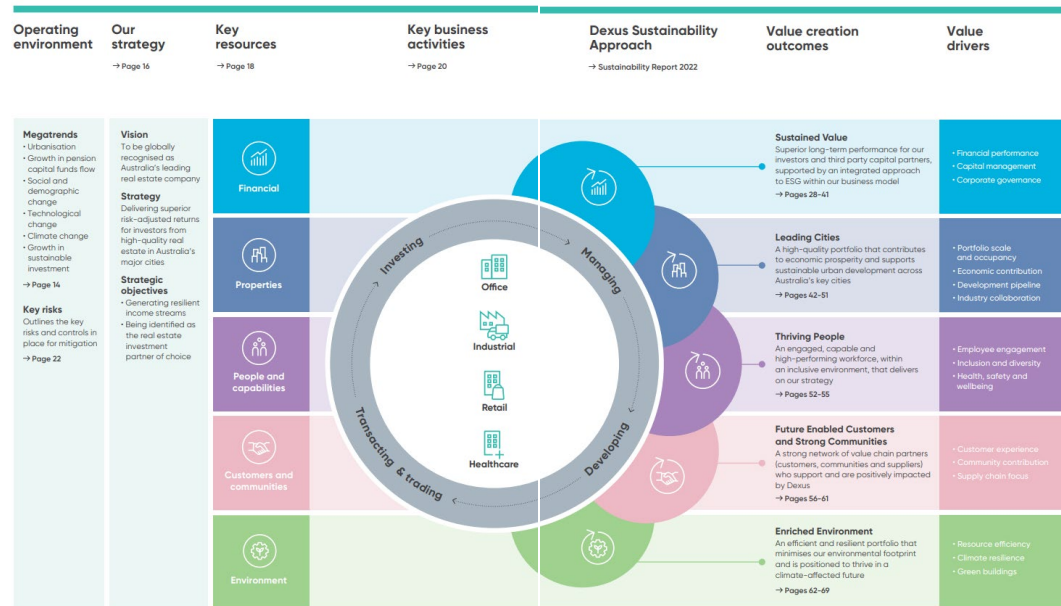 Operating
environment
Our
strategy
→ Page 16
Key
resources
→ Page 18
Key business
activities
→ Page 20
Dexus Sustainability
Approach
→ Sustainability Report 2022
Value creation
outcomes
Value
drivers
Megatrends
• Urbanisation
• Growth in pension
capital funds flow
• Social and
demographic
change
• Technological
change
• Climate change
• Growth in
sustainable
investment
→ Page 14
Key risks
Outlines the key
risks and controls in
place for mitigation
→ Page 22
Vision
To be globally
recognised as
Australia's leading
real estate company
Strategy
Delivering superior
risk-adjusted returns
for investors from
high-quality real
estate in Australia's
major cities
Strategic
objectives
• Generating resilient
income streams
• Being identified as
the real estate
investment
partner of choice
Financial
Properties
People and
capabilities
Customers and
communities
Environment
Investing
Managing
Developing
Transacting & trading
Office
Industrial
Retail
Healthcare
Sustained Value
Superior long-term performance for our
investors and third party capital partners,
supported by an integrated approach
to ESG within our business model
→ Pages 28-41
Leading Cities
A high-quality portfolio that contributes
to economic prosperity and supports
sustainable urban development across
Australia's key cities
→ Pages 42-51
Thriving People
An engaged, capable and
high-performing workforce, within
an inclusive environment, that delivers
on our strategy
→ Pages 52-55
Future Enabled Customers
and Strong Communities
A strong network of value chain partners
(customers, communities and suppliers)
who support and are positively impacted
by Dexus
→ Pages 56-61
Enriched Environment
An efficient and resilient portfolio that
minimises our environmental footprint
and is positioned to thrive in a
climate-affected future
→ Pages 62-69
• Financial performance
• Capital management
• Corporate governance
• Portfolio scale
and occupancy
• Economic contribution
• Development pipeline
• Industry collaboration
• Employee engagement
• Inclusion and diversity
• Health, safety and
wellbeing
• Customer experience
• Community contribution
• Supply chain focus
• Resource efficiency
• Climate resilience
• Green buildings